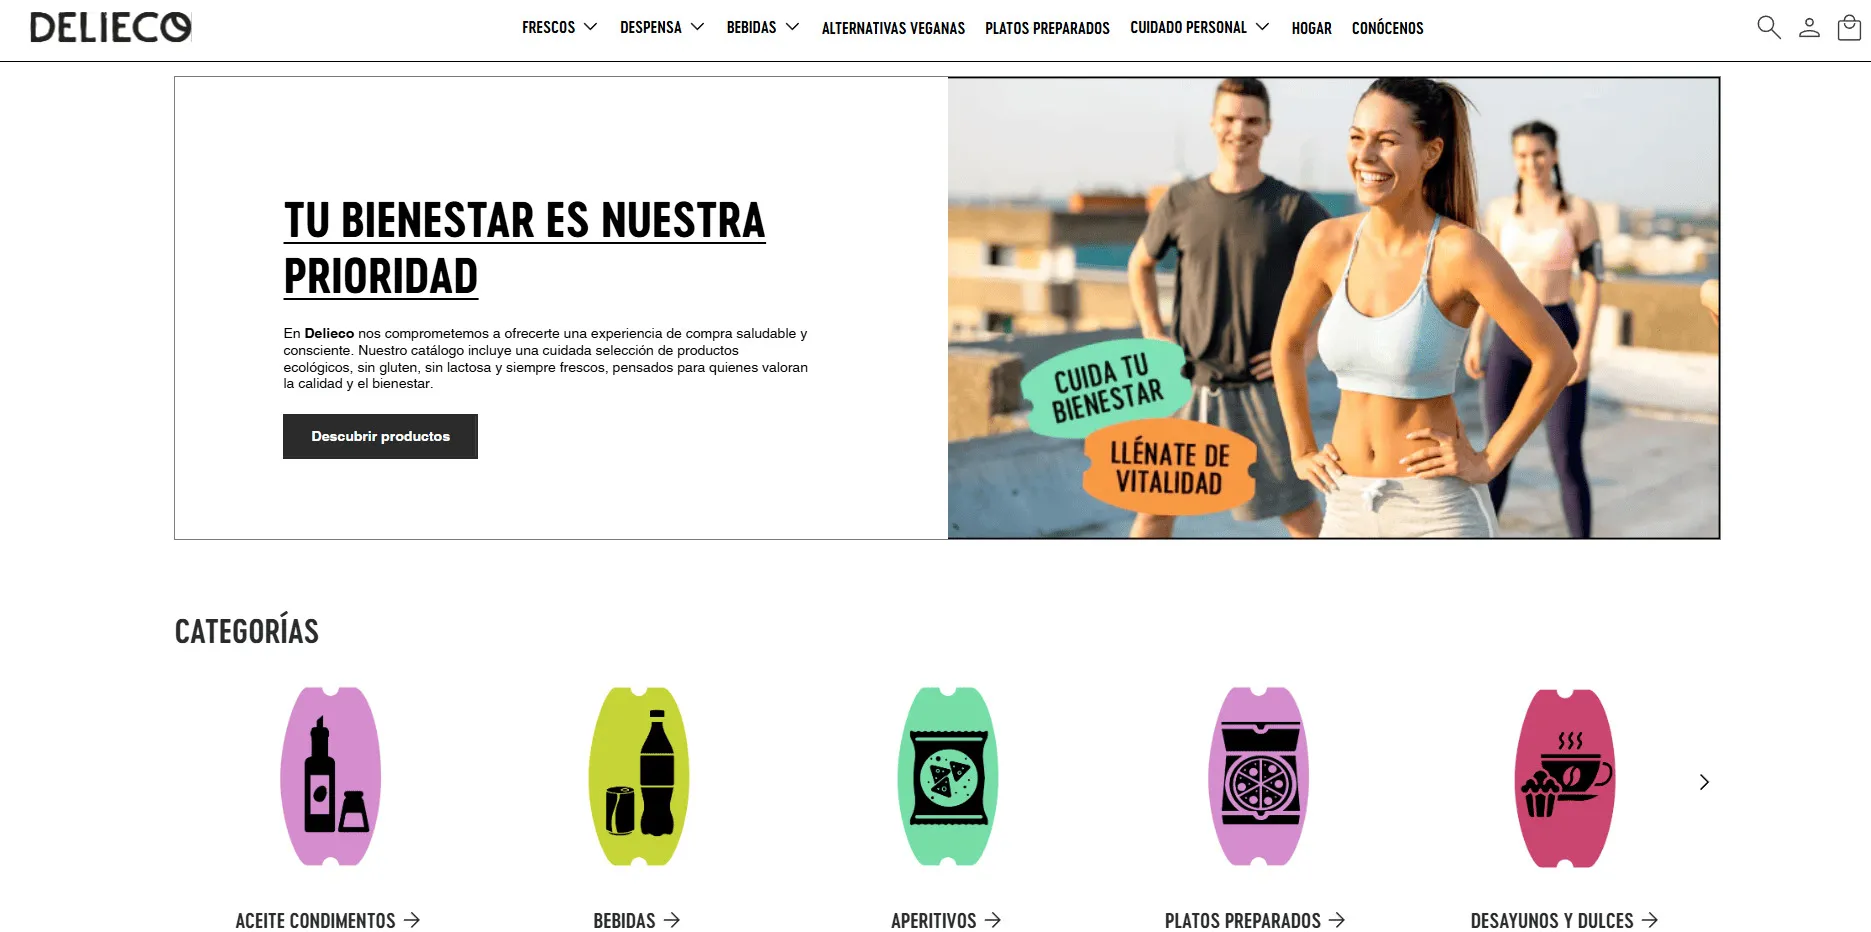 DELIECO
FRESCOS
DESPENSA
BEBIDAS
ALTERNATIVAS VEGANAS
PLATOS PREPARADOS
CUIDADO PERSONAL
HOGAR
CONÓCENOS
TU BIENESTAR ES NUESTRA
PRIORIDAD
En Delieco nos comprometemos a ofrecerte una experiencia de compra saludable y
consciente. Nuestro catálogo incluye una cuidada selección de productos
ecológicos, sin gluten, sin lactosa y siempre frescos, pensados para quienes valoran
la calidad y el bienestar.
Descubrir productos
CUIDA TU
BIENESTAR
LLÉNATE DE
VITALIDAD
CATEGORÍAS
ACEITE CONDIMENTOS
BEBIDAS
APERITIVOS
PLATOS PREPARADOS
DESAYUNOS Y DULCES